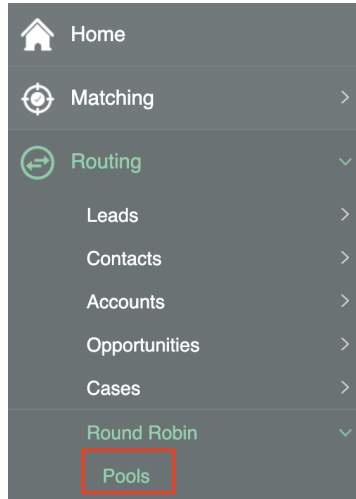 Home
Matching
Routing
Leads
Contacts
Accounts
Opportunities
Cases
Round Robin
Pools